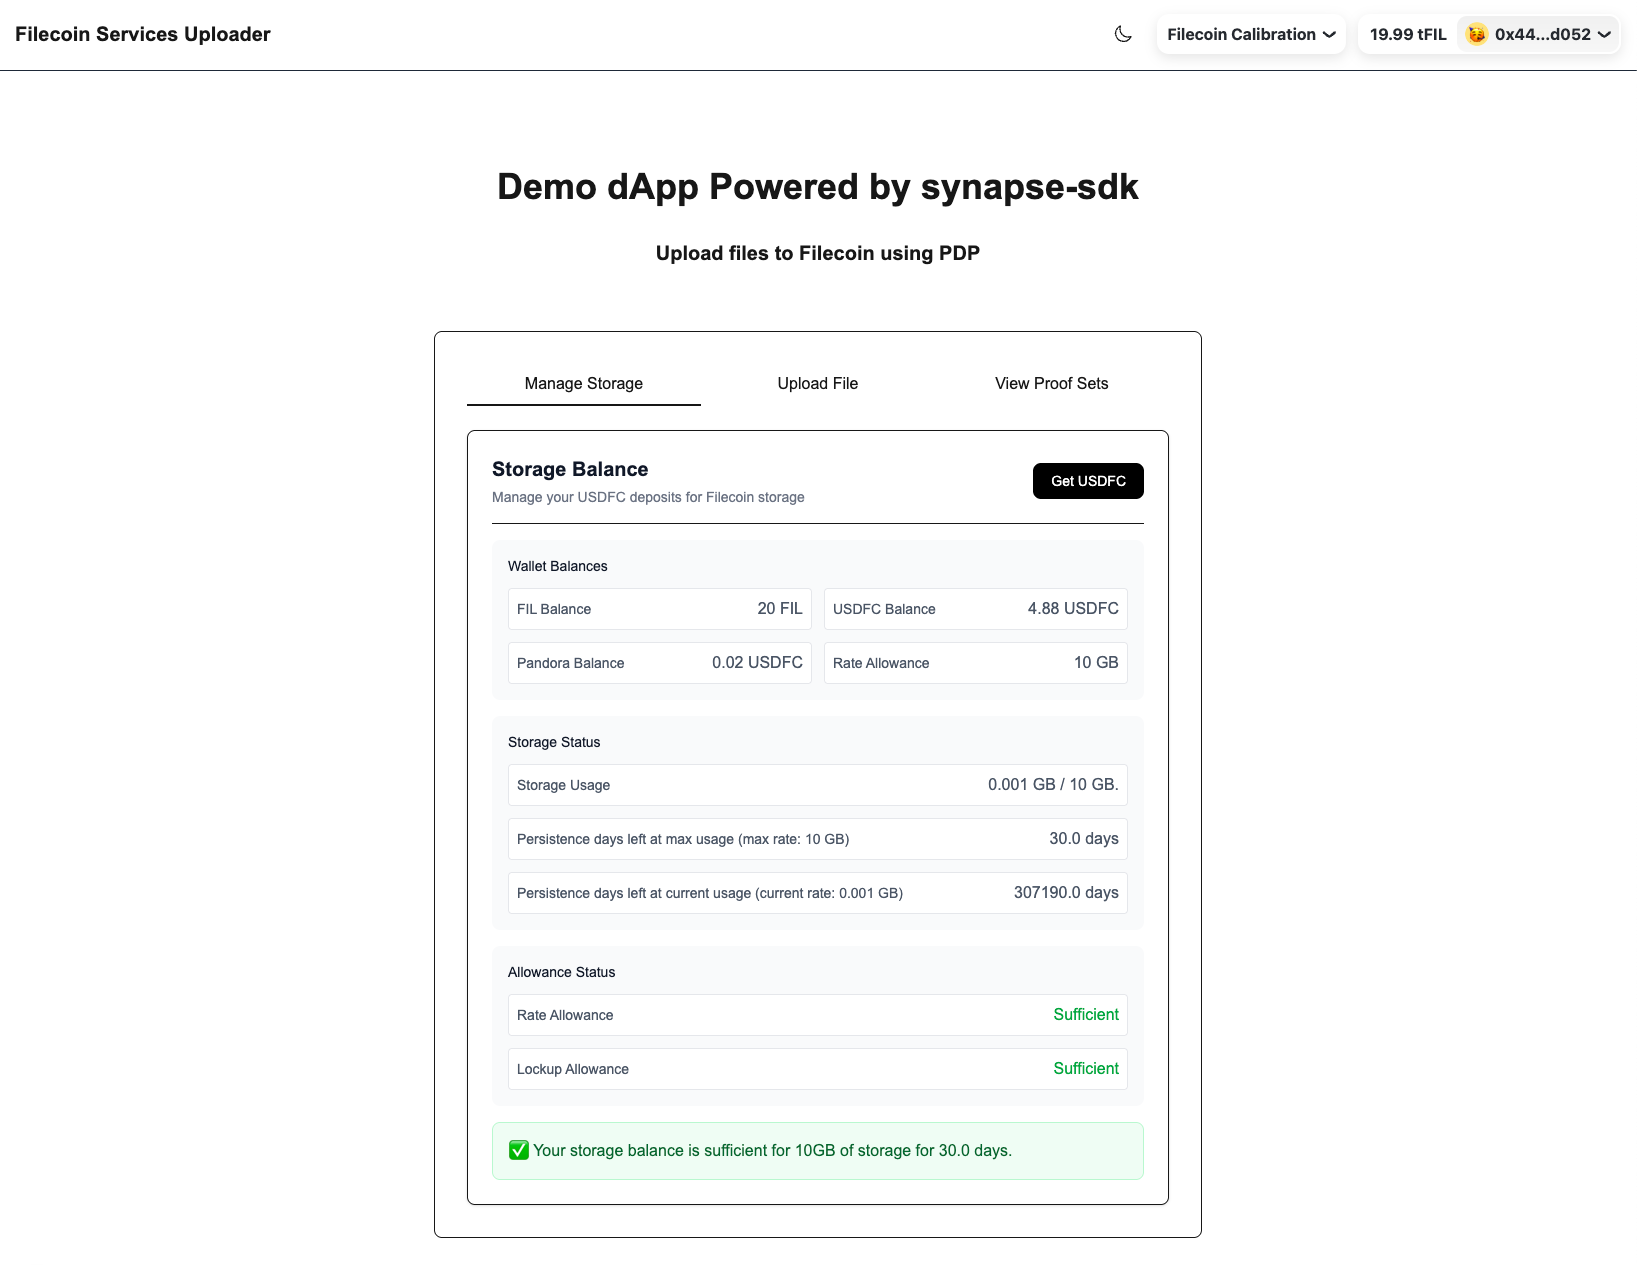 Filecoin Services Uploader
Filecoin Calibration
19.99 tFIL
0x44...d052
Demo dApp Powered by synapse-sdk
Upload files to Filecoin using PDP
Manage Storage
Upload File
View Proof Sets
Storage Balance
Manage your USDFC deposits for Filecoin storage
Get USDFC
Wallet Balances
FIL Balance
20 FIL
USDFC Balance
4.88 USDFC
Pandora Balance
0.02 USDFC
Rate Allowance
10 GB
Storage Status
Storage Usage
0.001 GB / 10 GB.
Persistence days left at max usage (max rate: 10 GB)
30.0 days
Persistence days left at current usage (current rate: 0.001 GB)
307190.0 days
Allowance Status
Rate Allowance
Sufficient
Lockup Allowance
Sufficient
✅ Your storage balance is sufficient for 10GB of storage for 30.0 days.